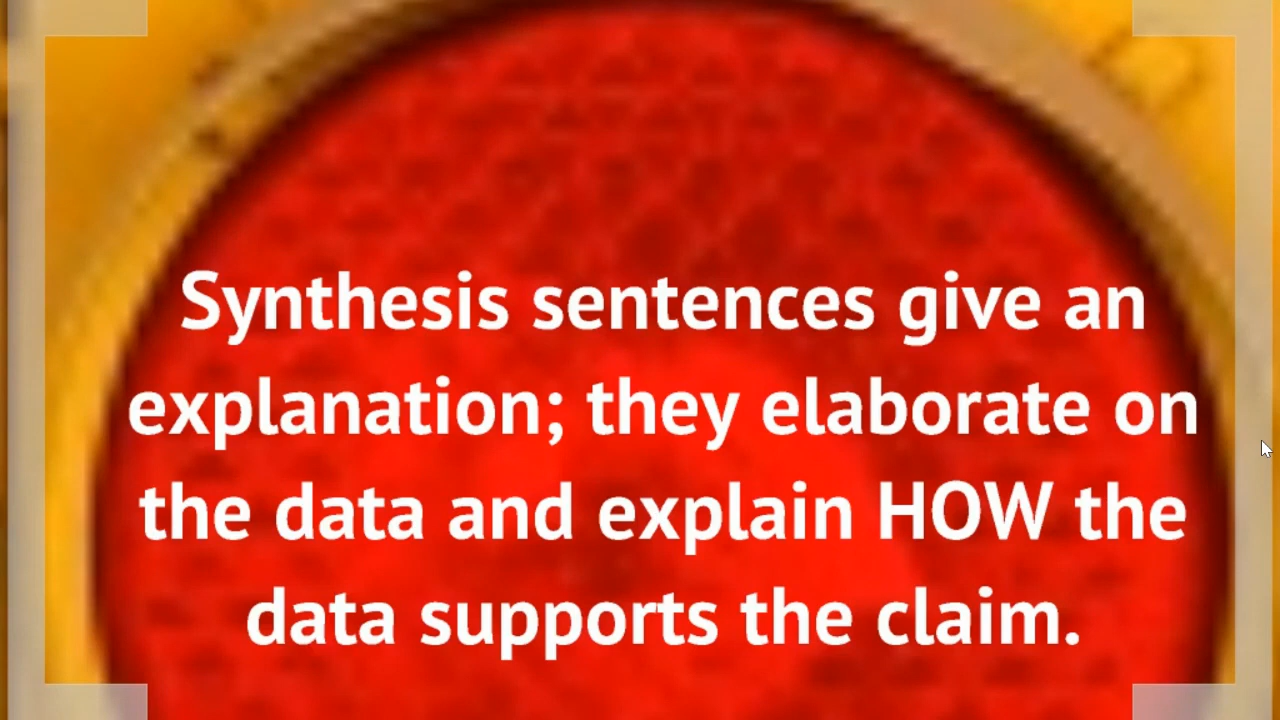 Synthesis sentences give an
explanation; they elaborate on
the data and explain HOW the
data supports the claim.